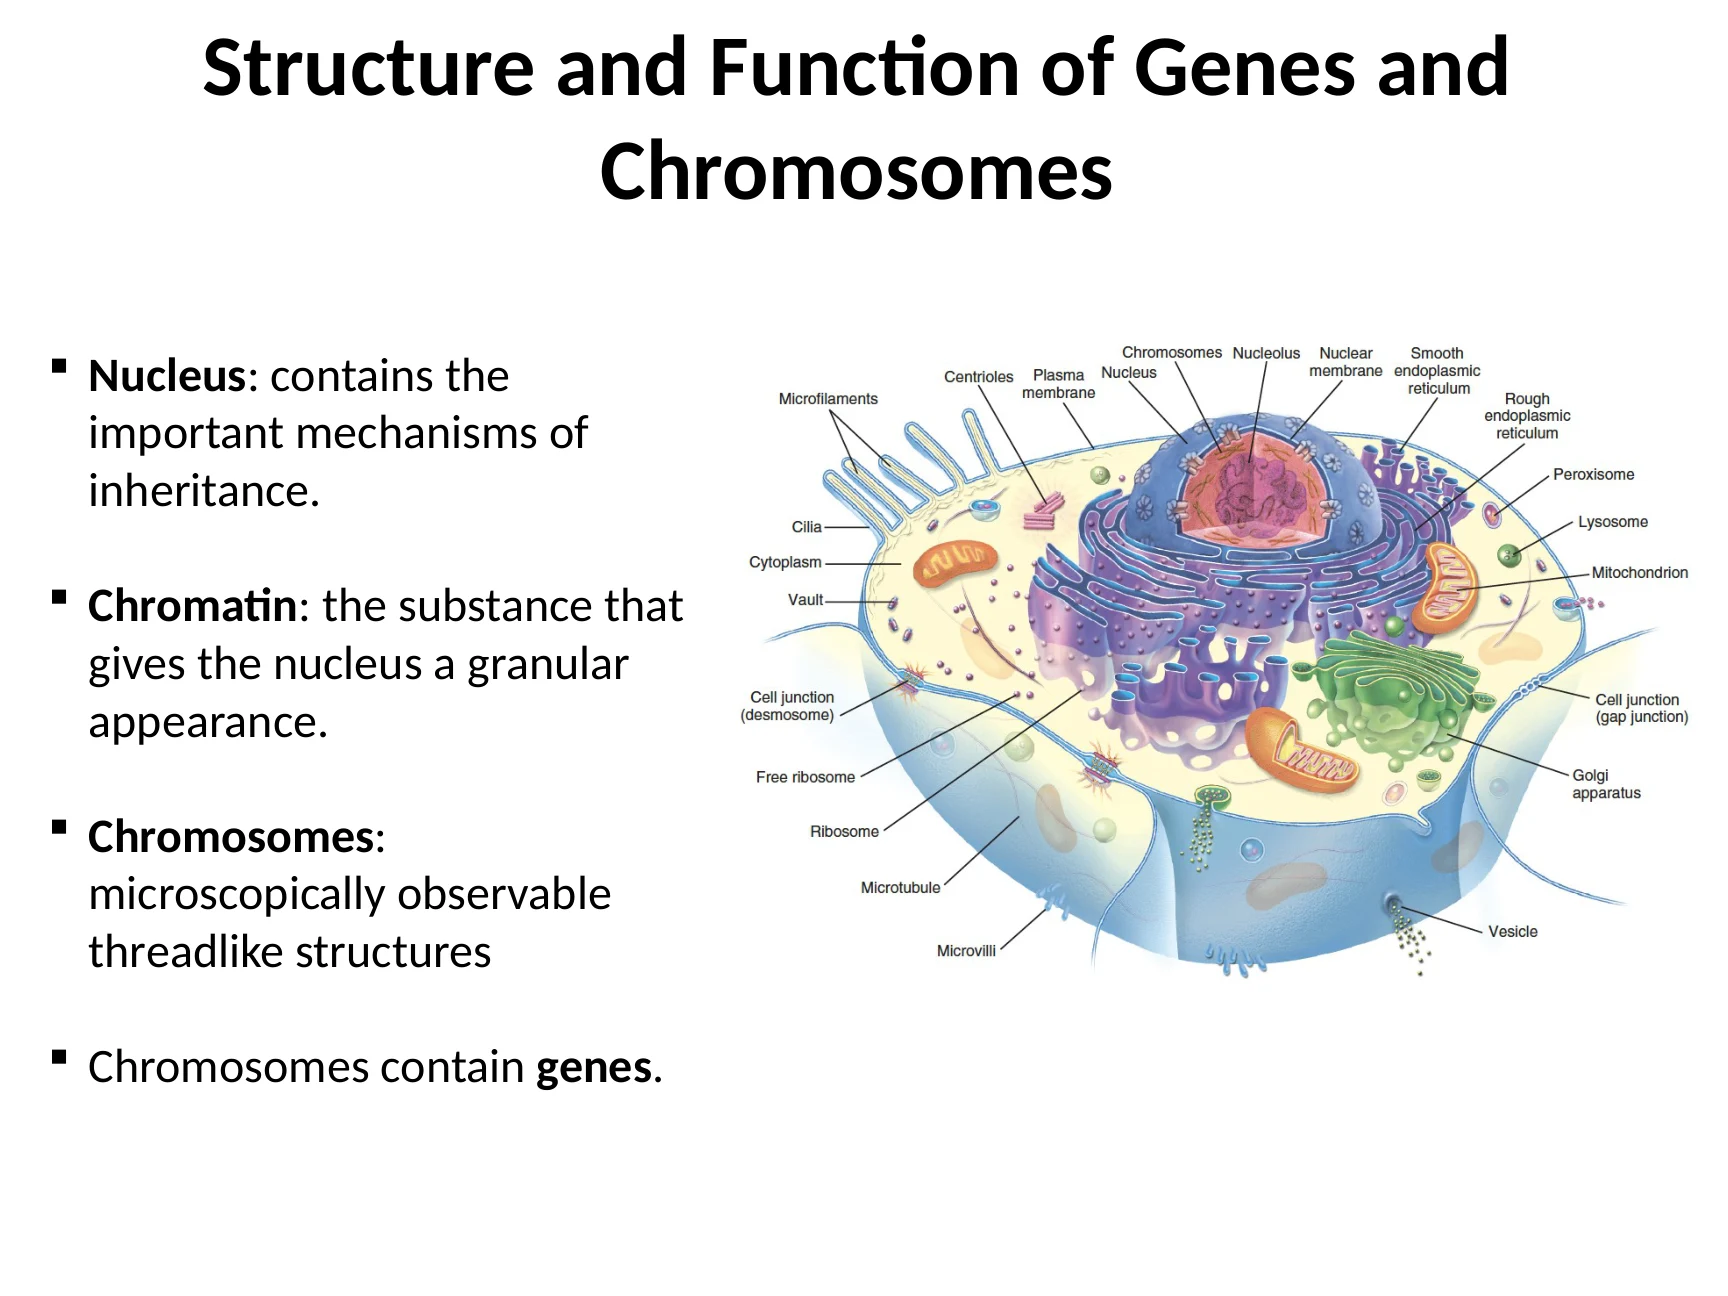 Structure and Function of Genes and
Chromosomes
▪ Nucleus: contains the
important mechanisms of
inheritance.
▪ Chromatin: the substance that
gives the nucleus a granular
appearance.
▪ Chromosomes:
microscopically observable
threadlike structures
▪ Chromosomes contain genes.
Chromosomes
Nucleolus
Nuclear
membrane
Smooth
endoplasmic
reticulum
Centrioles
Plasma
membrane
Nucleus
Microfilaments
Rough
endoplasmic
reticulum
Peroxisome
Cilia
Lysosome
Cytoplasm
Mitochondrion
Vault
Cell junction
(desmosome)
Cell junction
(gap junction)
Free ribosome
Golgi
apparatus
Ribosome
Microtubule
Vesicle
Microvilli